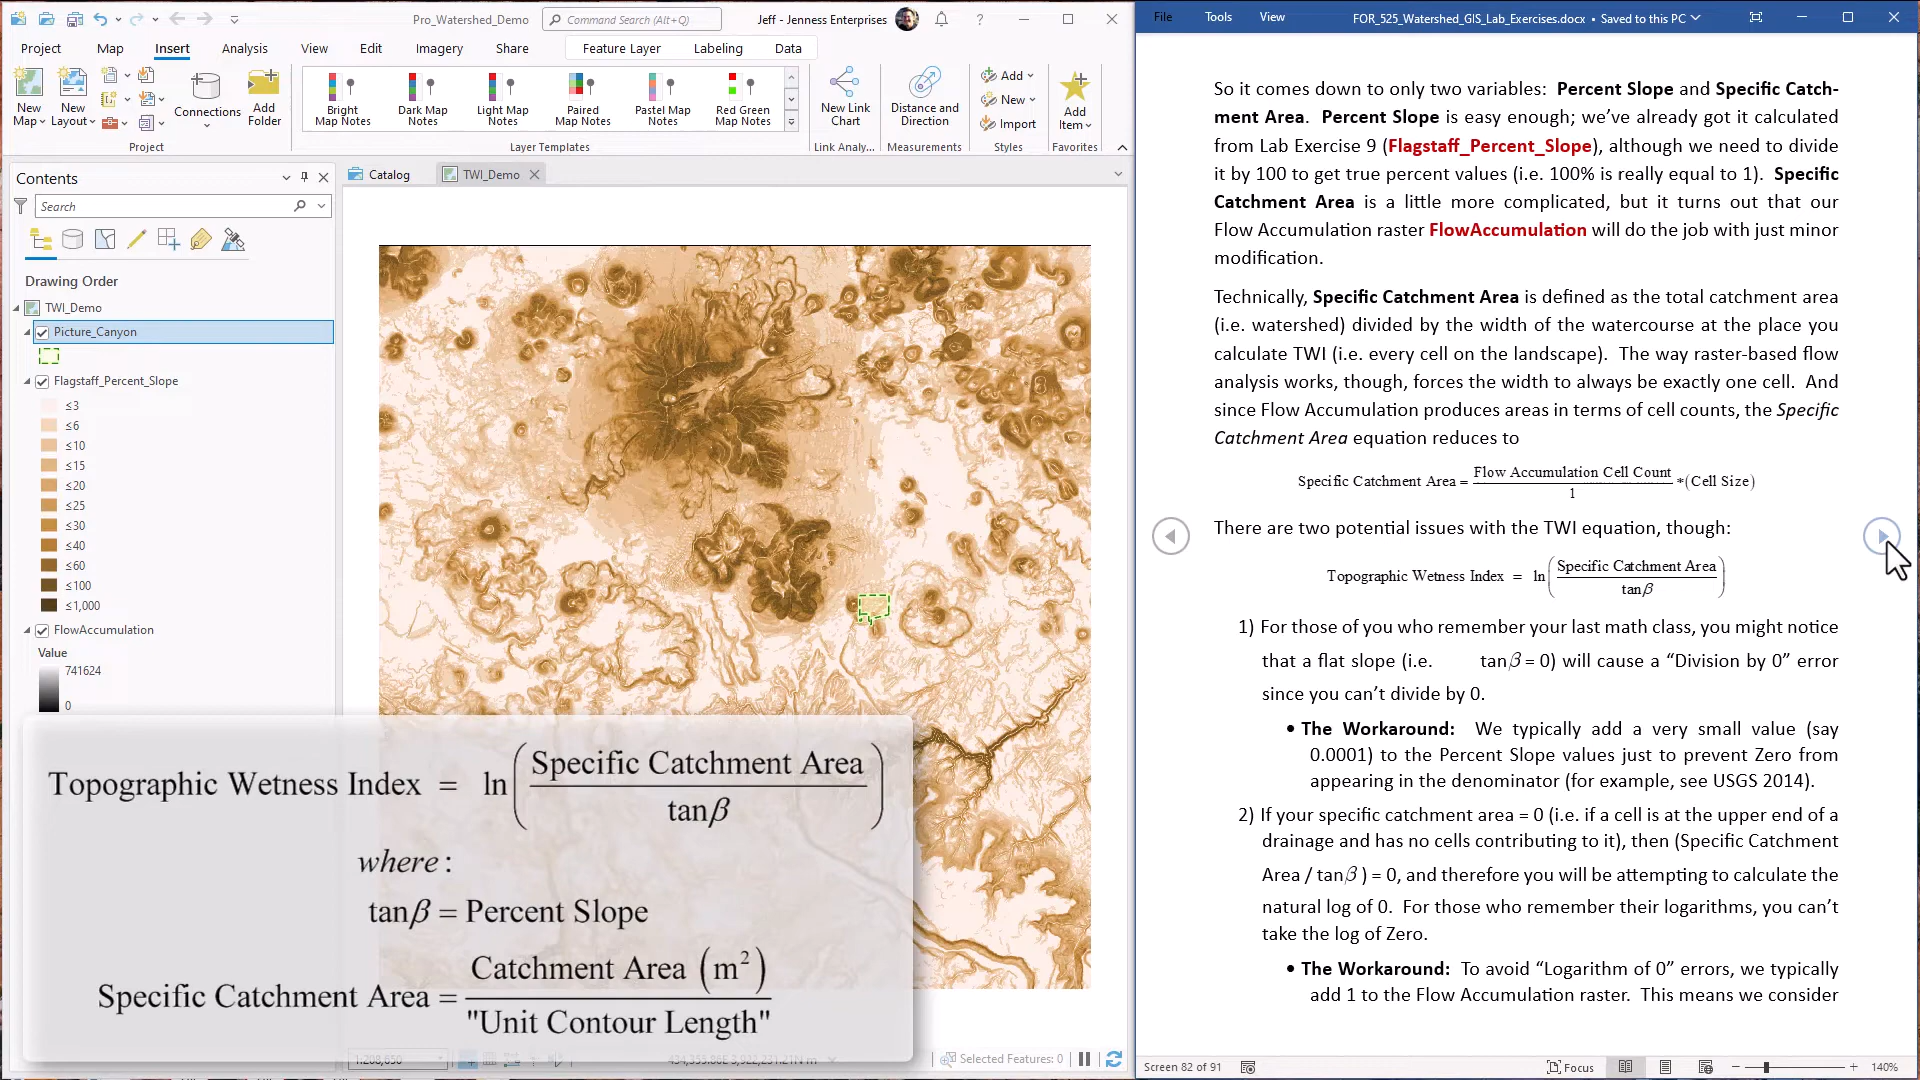 Pro_Watershed_Demo
Command Search (Alt+Q)
Jeff - Jenness Enterprises
?
Project
Map
Insert
Analysis
View
Edit
Imagery
Share
Feature Layer
Labeling
Data
New
Map
New
Layout
Connections
Add
Folder
Project
Bright
Map Notes
Dark Map
Notes
Light Map
Notes
Paired
Map Notes
Pastel Map
Notes
Red Green
Map Notes
Layer Templates
New Link
Chart
Link Analy...
Distance and
Direction
Measurements
Add
New
Import
Styles
Add
Item
Favorites
Contents
Search
Drawing Order
TWI_Demo
Picture_Canyon
Flagstaff_Percent_Slope
≤3
≤6
≤10
≤15
≤20
≤25
≤30
≤40
≤60
≤100
≤1,000
FlowAccumulation
Value
741624
0
Catalog
TWI_Demo
Topographic Wetness Index = ln(Specific Catchment Area / tanβ)
where :
tanβ = Percent Slope
Specific Catchment Area = Catchment Area (m²) / "Unit Contour Length"
1:208,650
Selected Features: 0
File
Tools
View
FOR_525_Watershed_GIS_Lab_Exercises.docx • Saved to this PC
So it comes down to only two variables: Percent Slope and Specific Catch-
ment Area. Percent Slope is easy enough; we’ve already got it calculated
from Lab Exercise 9 (Flagstaff_Percent_Slope), although we need to divide
it by 100 to get true percent values (i.e. 100% is really equal to 1). Specific
Catchment Area is a little more complicated, but it turns out that our
Flow Accumulation raster FlowAccumulation will do the job with just minor
modification.
Technically, Specific Catchment Area is defined as the total catchment area
(i.e. watershed) divided by the width of the watercourse at the place you
calculate TWI (i.e. every cell on the landscape). The way raster-based flow
analysis works, though, forces the width to always be exactly one cell. And
since Flow Accumulation produces areas in terms of cell counts, the Specific
Catchment Area equation reduces to
Specific Catchment Area = Flow Accumulation Cell Count / 1 *(Cell Size)
There are two potential issues with the TWI equation, though:
Topographic Wetness Index = ln(Specific Catchment Area / tanβ)
1) For those of you who remember your last math class, you might notice
that a flat slope (i.e. tanβ = 0) will cause a “Division by 0” error
since you can’t divide by 0.
• The Workaround: We typically add a very small value (say
0.0001) to the Percent Slope values just to prevent Zero from
appearing in the denominator (for example, see USGS 2014).
2) If your specific catchment area = 0 (i.e. if a cell is at the upper end of a
drainage and has no cells contributing to it), then (Specific Catchment
Area / tanβ ) = 0, and therefore you will be attempting to calculate the
natural log of 0. For those who remember their logarithms, you can’t
take the log of Zero.
• The Workaround: To avoid “Logarithm of 0” errors, we typically
add 1 to the Flow Accumulation raster. This means we consider
Screen 82 of 91
Focus
140%